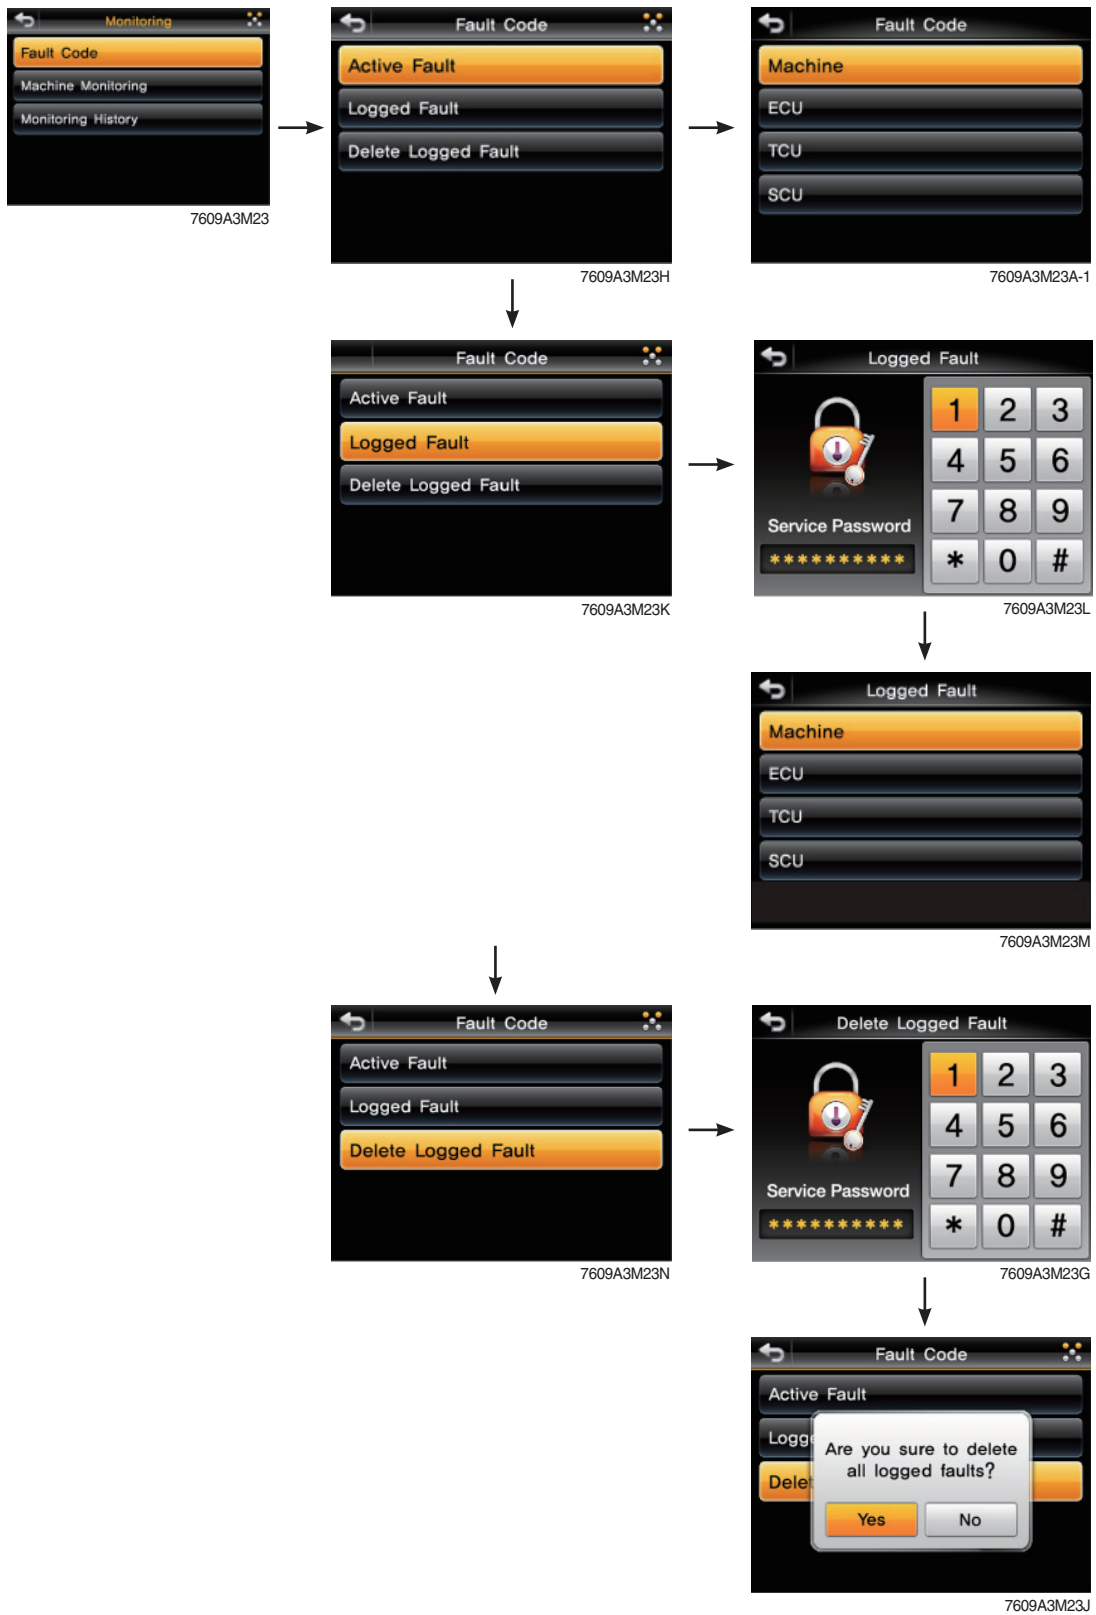 Monitoring
Fault Code
Machine Monitoring
Monitoring History
7609A3M23
Fault Code
Active Fault
Logged Fault
Delete Logged Fault
7609A3M23H
Fault Code
Machine
ECU
TCU
SCU
7609A3M23A-1
Fault Code
Active Fault
Logged Fault
Delete Logged Fault
7609A3M23K
Logged Fault
1 2 3
4 5 6
7 8 9
* 0 #
Service Password
**********
7609A3M23L
Logged Fault
Machine
ECU
TCU
SCU
7609A3M23M
Fault Code
Active Fault
Logged Fault
Delete Logged Fault
7609A3M23N
Delete Logged Fault
1 2 3
4 5 6
7 8 9
* 0 #
Service Password
**********
7609A3M23G
Fault Code
Active Fault
Logge
Delet
Are you sure to delete
all logged faults?
Yes No
7609A3M23J